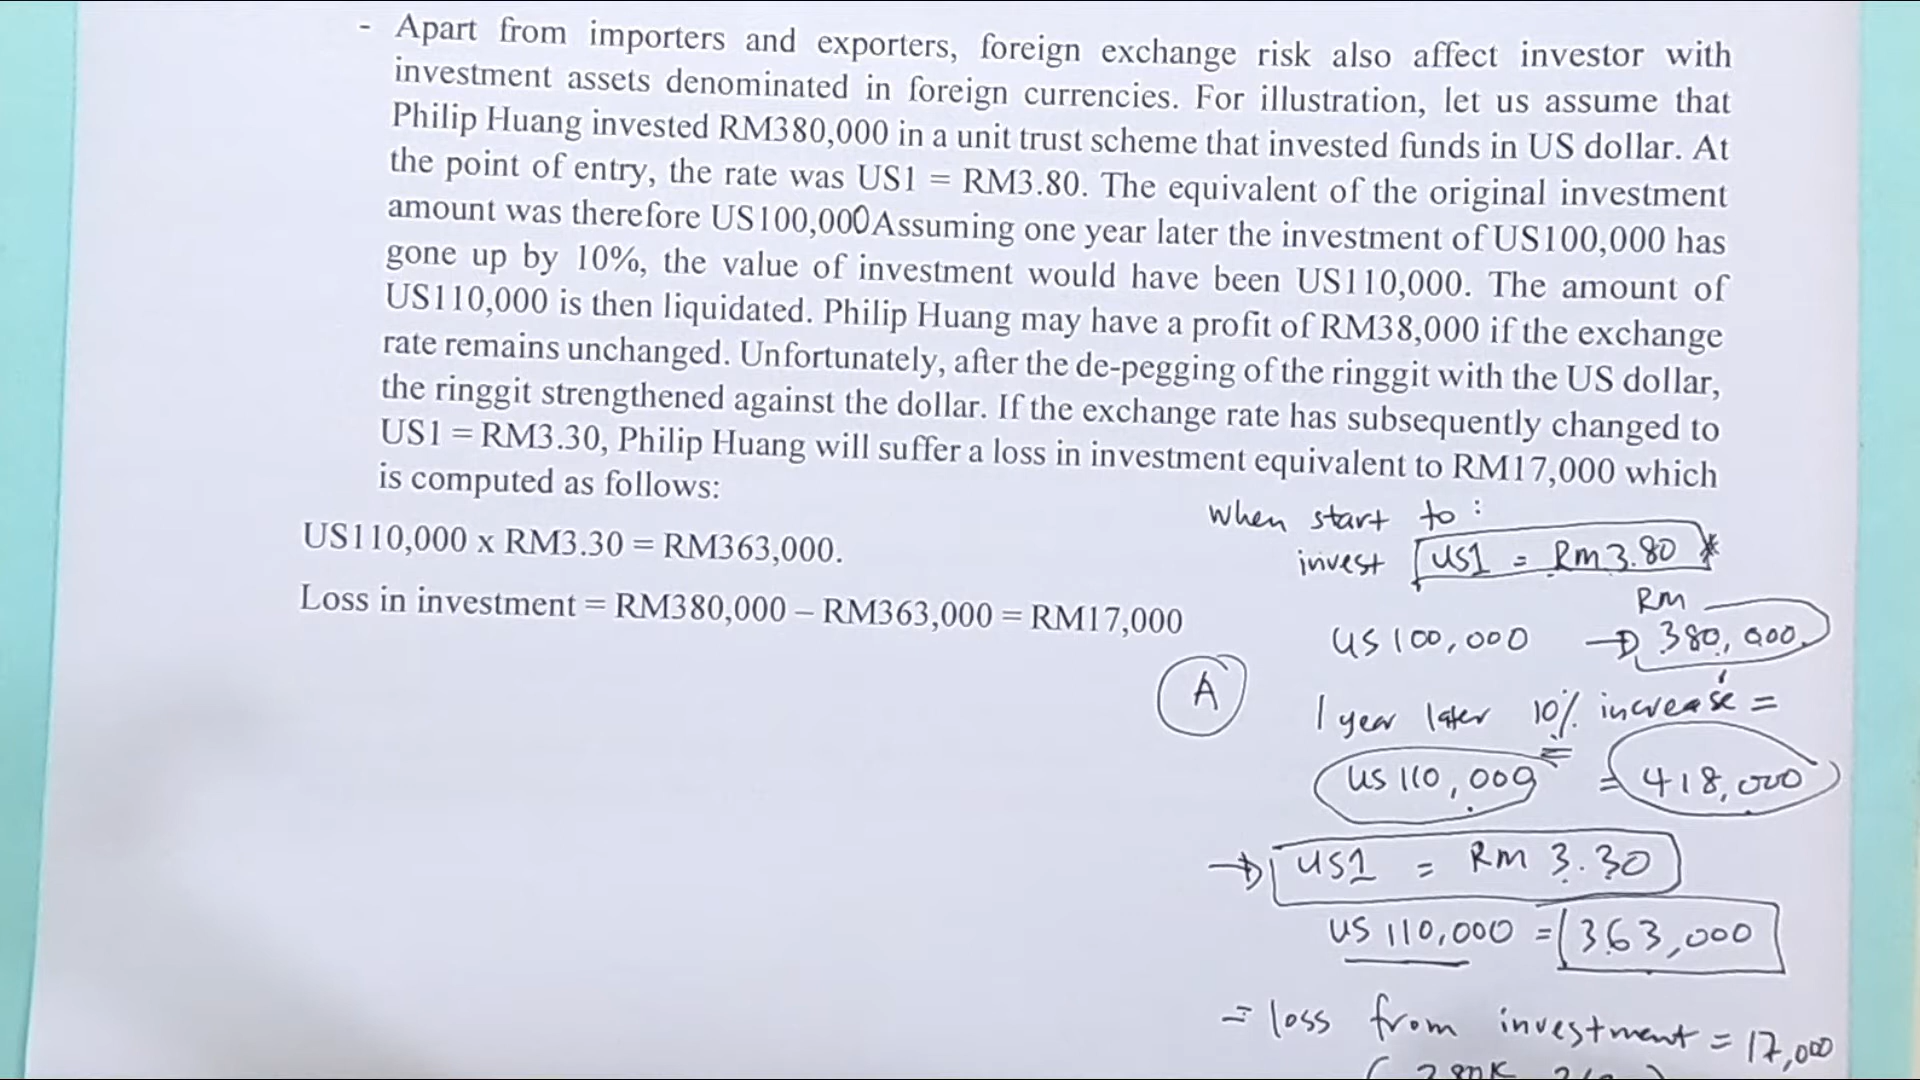 - Apart from importers and exporters, foreign exchange risk also affect investor with
investment assets denominated in foreign currencies. For illustration, let us assume that
Philip Huang invested RM380,000 in a unit trust scheme that invested funds in US dollar. At
the point of entry, the rate was US1 = RM3.80. The equivalent of the original investment
amount was therefore US100,000 Assuming one year later the investment of US100,000 has
gone up by 10%, the value of investment would have been US110,000. The amount of
US110,000 is then liquidated. Philip Huang may have a profit of RM38,000 if the exchange
rate remains unchanged. Unfortunately, after the de-pegging of the ringgit with the US dollar,
the ringgit strengthened against the dollar. If the exchange rate has subsequently changed to
US1 = RM3.30, Philip Huang will suffer a loss in investment equivalent to RM17,000 which
is computed as follows:
US110,000 x RM3.30 = RM363,000.
Loss in investment = RM380,000 – RM363,000 = RM17,000
When start to :
invest US1 = Rm 3.80 *
RM
US 100,000 → 380,000
A
1 year later 10% increase =
US 110,000 = 418,000
→ US1 = Rm 3.30
US 110,000 = 363,000
= loss from investment = 17,000